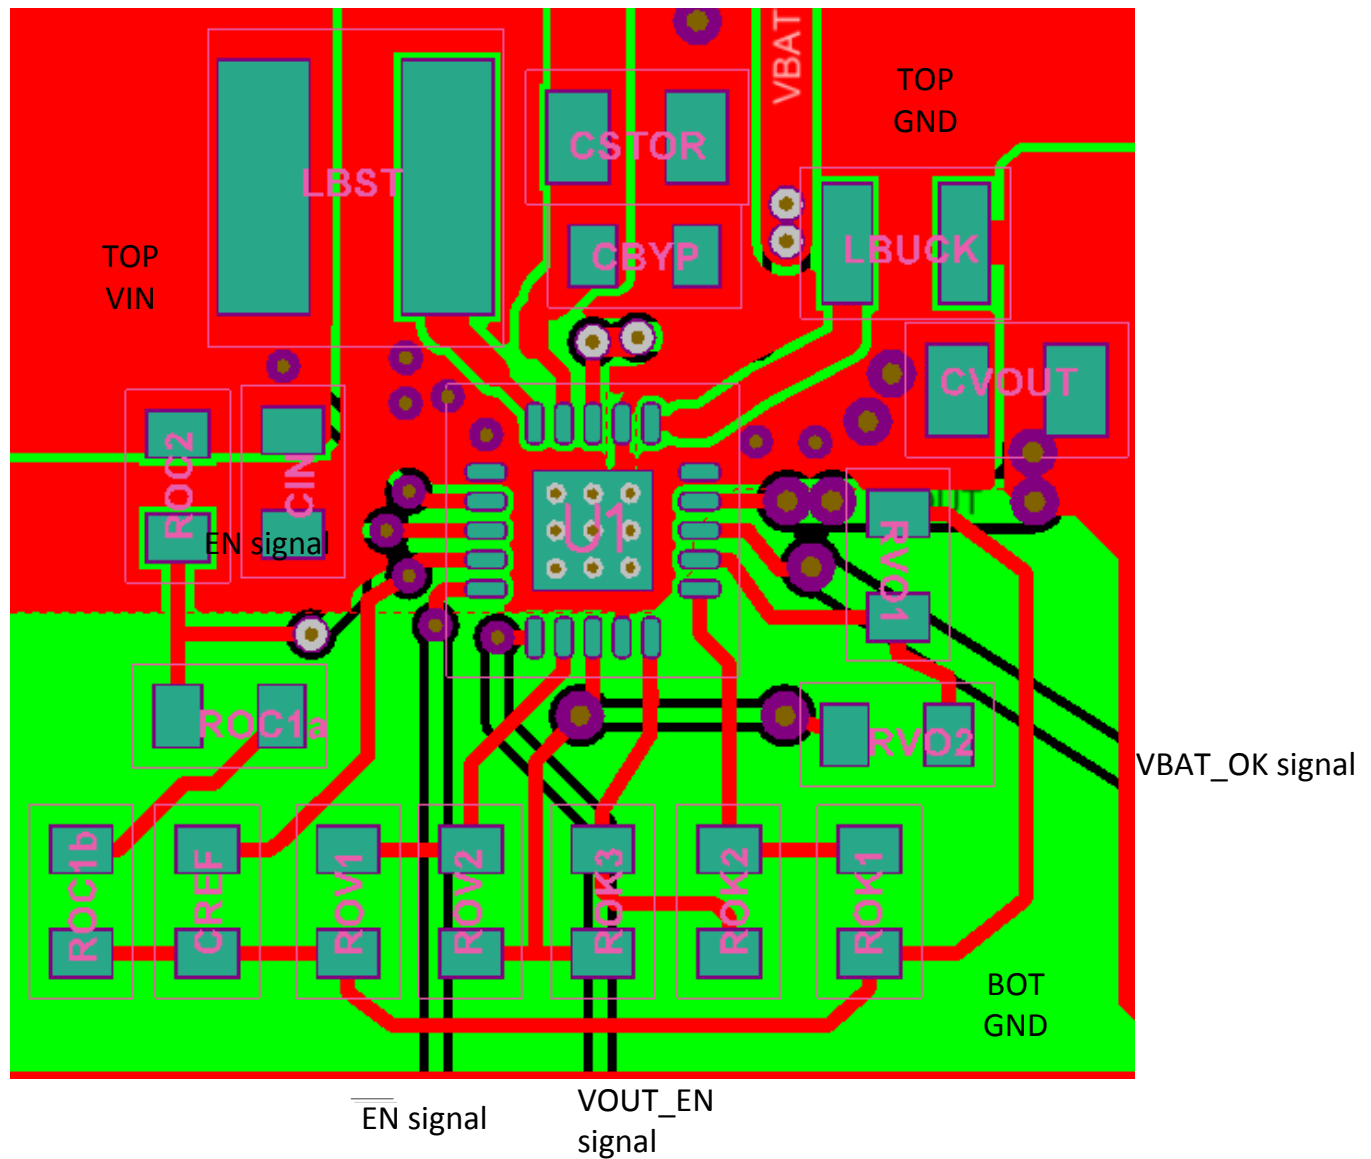 VBAT
TOP
GND
CSTOR
LBST
CBYP
LBUCK
TOP
VIN
CVOUT
ROC2
CIN
EN signal
U1
RVO1
ROC1a
RVO2
VBAT_OK signal
ROC1b
CREF
ROV1
ROV2
ROK3
ROK2
ROK1
BOT
GND
EN signal
VOUT_EN
signal